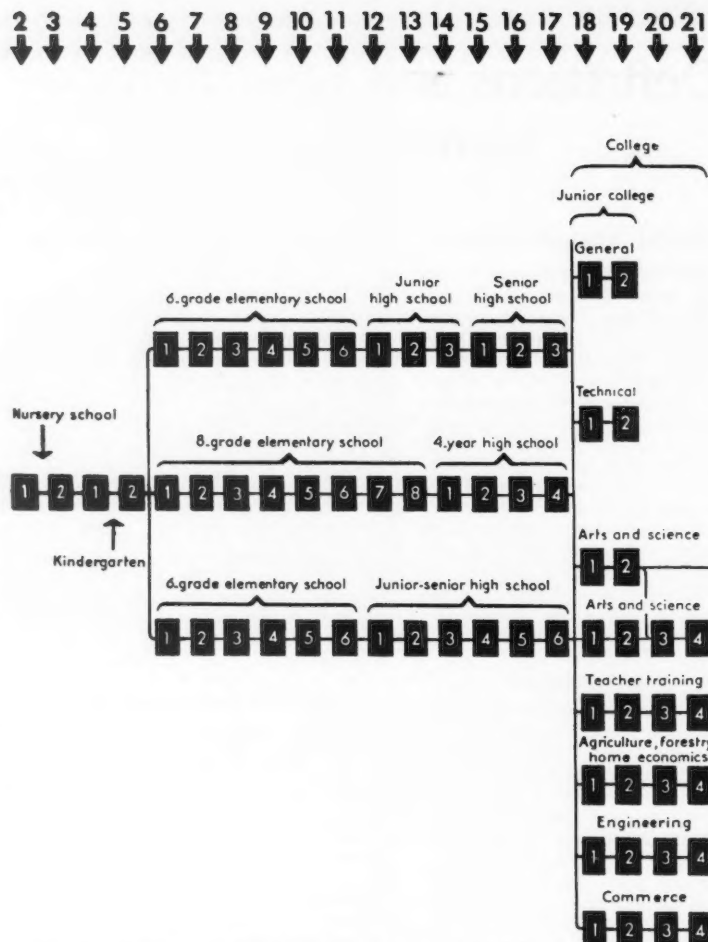 2 3 4 5 6 7 8 9 10 11 12 13 14 15 16 17 18 19 20 21
College
Junior college
General
1 2
6-grade elementary school
Junior high school
Senior high school
1 2 3 4 5 6 1 2 3 1 2 3
Technical
1 2
Nursery school
8-grade elementary school
4-year high school
1 2 1 2 1 2 3 4 5 6 7 8 1 2 3 4
Kindergarten
Arts and science
1 2
6-grade elementary school
Junior-senior high school
Arts and science
1 2 3 4 5 6 1 2 3 4 5 6 1 2 3 4
Teacher training
1 2 3 4
Agriculture, forestry
home economics
1 2 3 4
Engineering
1 2 3 4
Commerce
1 2 3 4